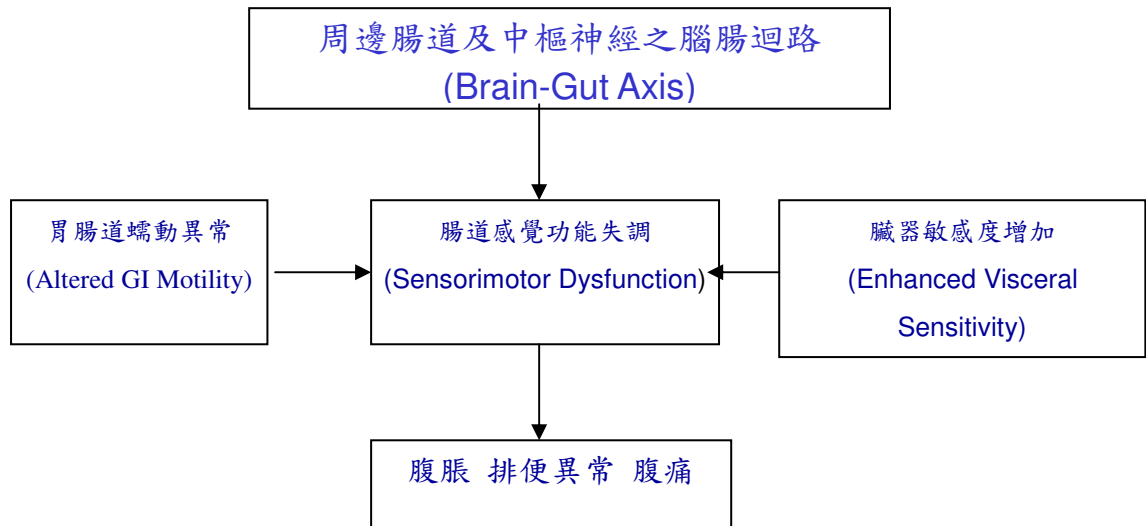 周邊腸道及中樞神經之腦腸迴路
(Brain-Gut Axis)
胃腸道蠕動異常
(Altered GI Motility)
腸道感覺功能失調
(Sensorimotor Dysfunction)
臟器敏感度增加
(Enhanced Visceral
Sensitivity)
腹脹 排便異常 腹痛